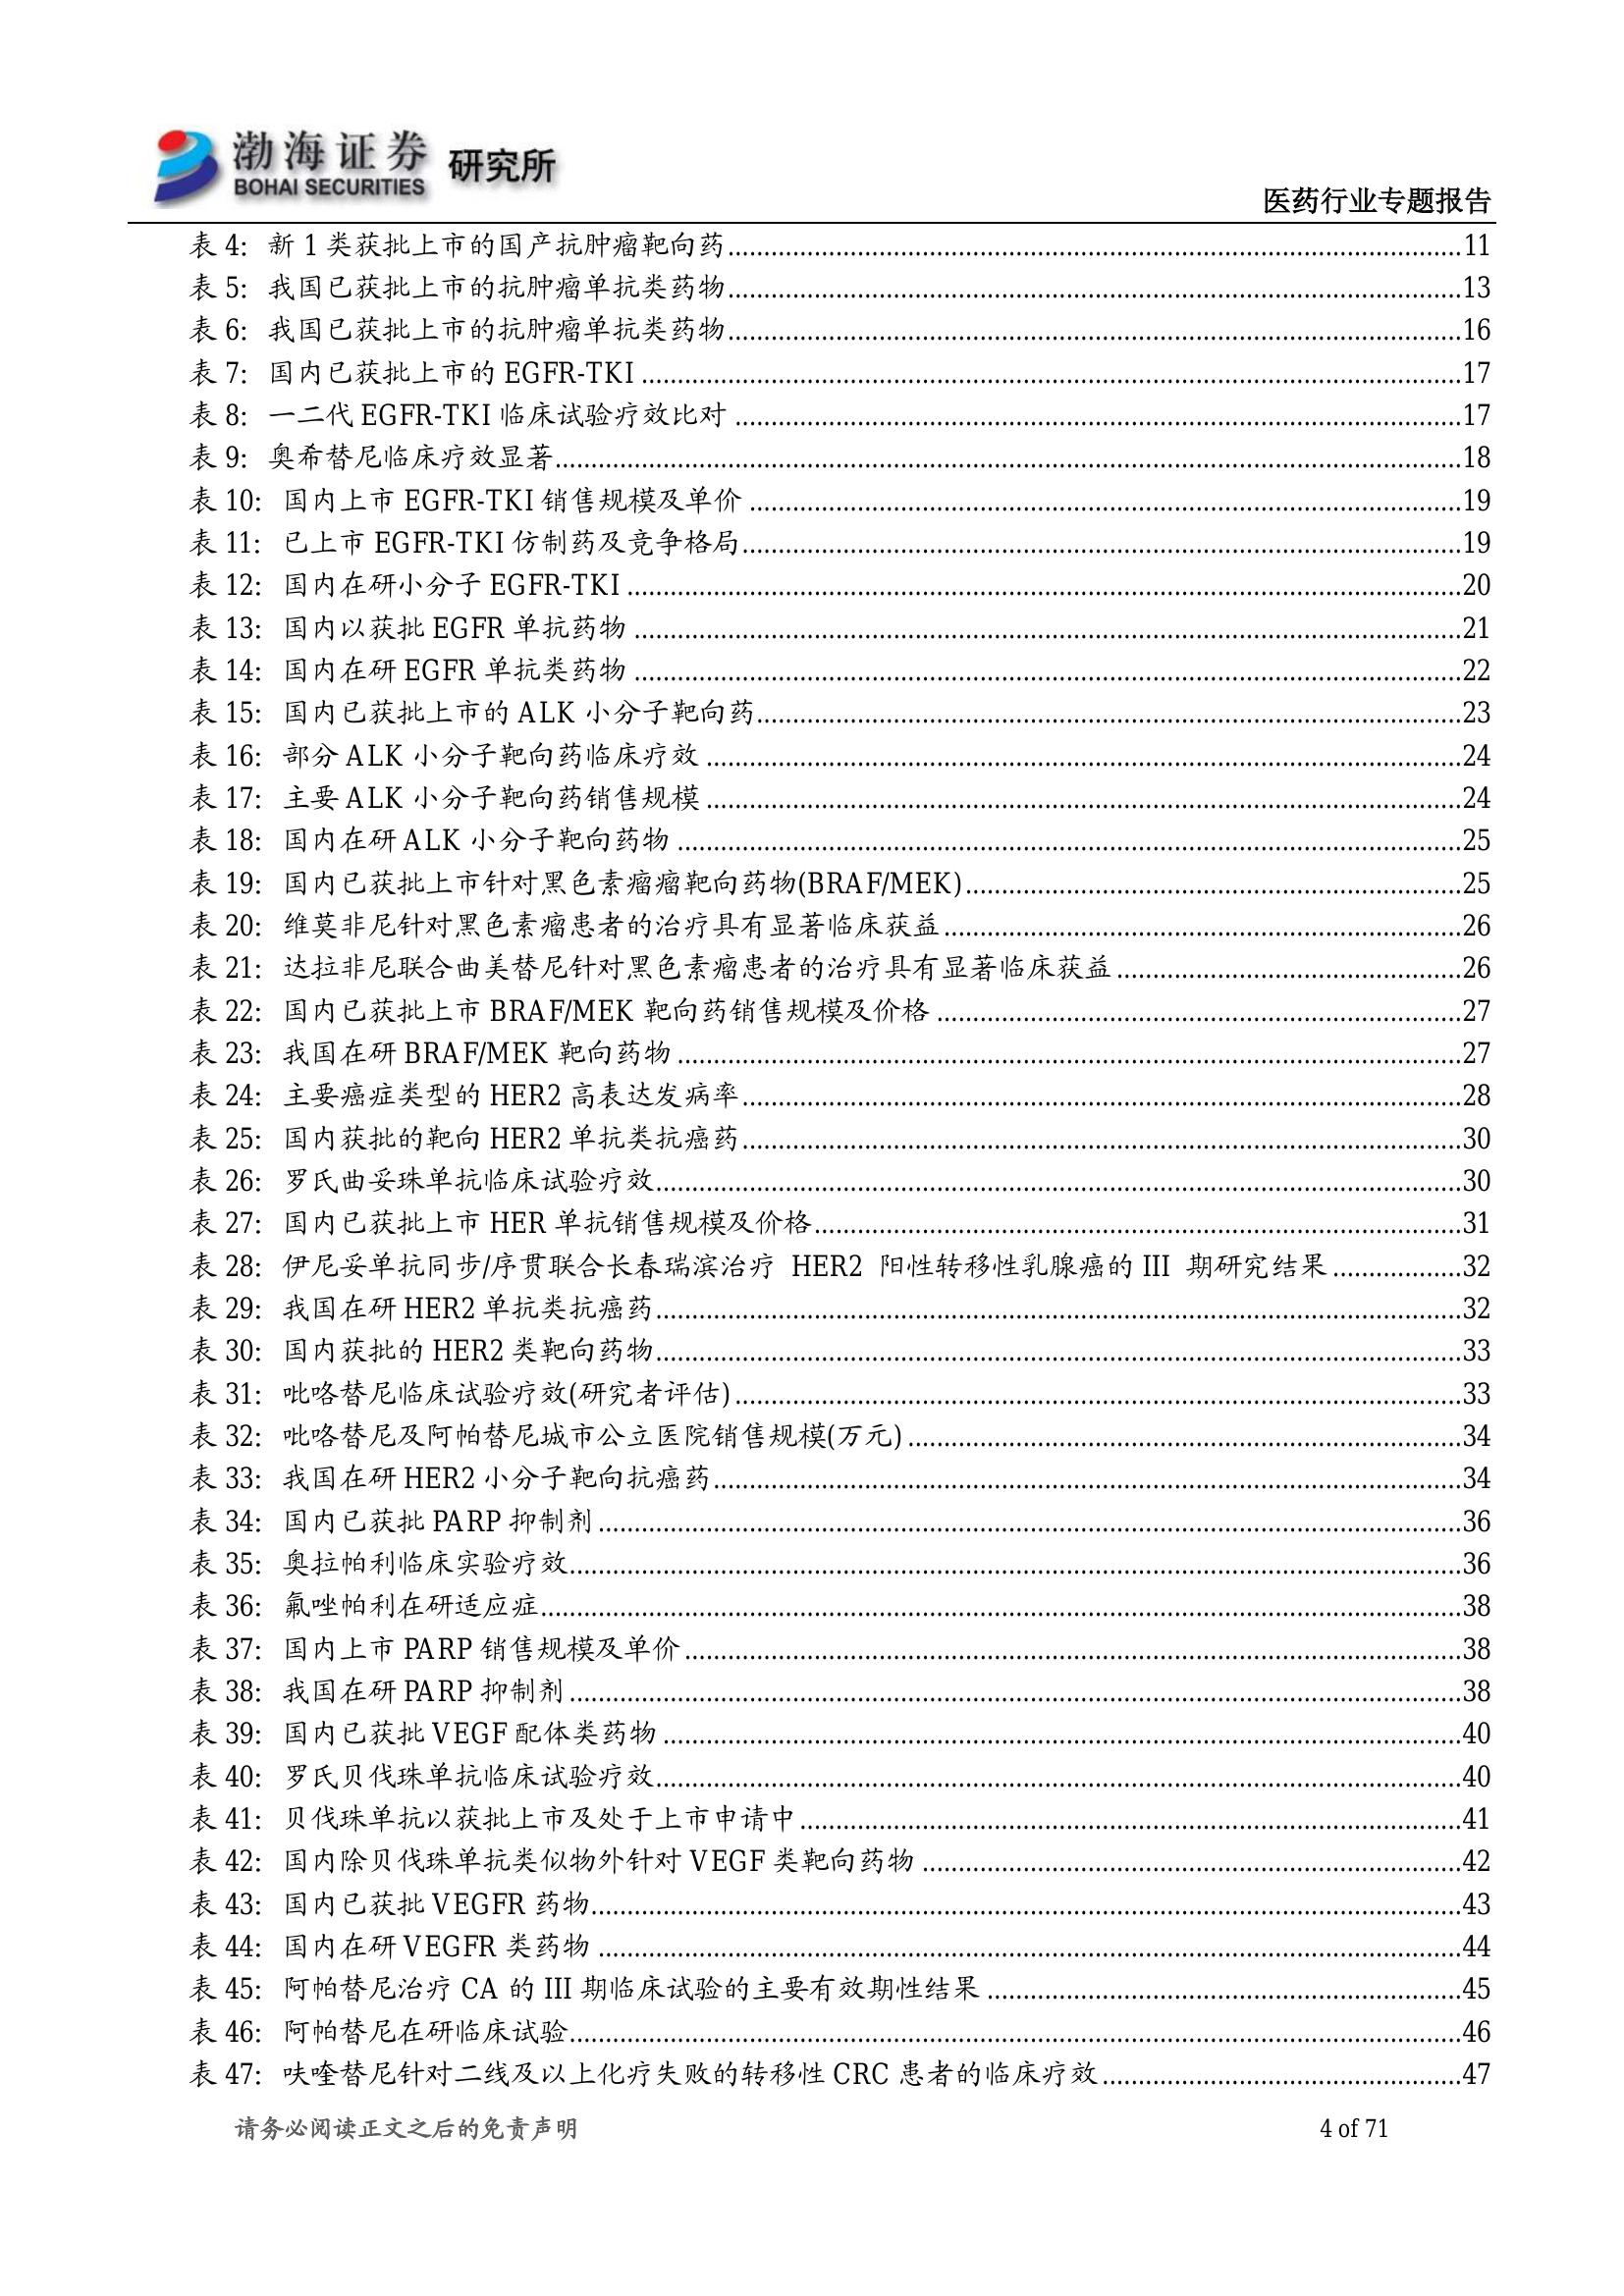 渤海证券 研究所
BOHAI SECURITIES
医药行业专题报告
表 4: 新 1 类获批上市的国产抗肿瘤靶向药.....11
表 5: 我国已获批上市的抗肿瘤单抗类药物.....13
表 6: 我国已获批上市的抗肿瘤单抗类药物.....16
表 7: 国内已获批上市的 EGFR-TKI.....17
表 8: 一二代 EGFR-TKI 临床试验疗效比对.....17
表 9: 奥希替尼临床疗效显著.....18
表 10: 国内上市 EGFR-TKI 销售规模及单价.....19
表 11: 已上市 EGFR-TKI 仿制药及竞争格局.....19
表 12: 国内在研小分子 EGFR-TKI.....20
表 13: 国内以获批 EGFR 单抗药物.....21
表 14: 国内在研 EGFR 单抗类药物.....22
表 15: 国内已获批上市的 ALK 小分子靶向药.....23
表 16: 部分 ALK 小分子靶向药临床疗效.....24
表 17: 主要 ALK 小分子靶向药销售规模.....24
表 18: 国内在研 ALK 小分子靶向药物.....25
表 19: 国内已获批上市针对黑色素瘤瘤靶向药物(BRAF/MEK).....25
表 20: 维莫非尼针对黑色素瘤患者的治疗具有显著临床获益.....26
表 21: 达拉非尼联合曲美替尼针对黑色素瘤患者的治疗具有显著临床获益.....26
表 22: 国内已获批上市 BRAF/MEK 靶向药销售规模及价格.....27
表 23: 我国在研 BRAF/MEK 靶向药物.....27
表 24: 主要癌症类型的 HER2 高表达发病率.....28
表 25: 国内获批的靶向 HER2 单抗类抗癌药.....30
表 26: 罗氏曲妥珠单抗临床试验疗效.....30
表 27: 国内已获批上市 HER 单抗销售规模及价格.....31
表 28: 伊尼妥单抗同步/序贯联合长春瑞滨治疗 HER2 阳性转移性乳腺癌的 III 期研究结果.....32
表 29: 我国在研 HER2 单抗类抗癌药.....32
表 30: 国内获批的 HER2 类靶向药物.....33
表 31: 吡咯替尼临床试验疗效(研究者评估).....33
表 32: 吡咯替尼及阿帕替尼城市公立医院销售规模(万元).....34
表 33: 我国在研 HER2 小分子靶向抗癌药.....34
表 34: 国内已获批 PARP 抑制剂.....36
表 35: 奥拉帕利临床实验疗效.....36
表 36: 氟唑帕利在研适应症.....38
表 37: 国内上市 PARP 销售规模及单价.....38
表 38: 我国在研 PARP 抑制剂.....38
表 39: 国内已获批 VEGF 配体类药物.....40
表 40: 罗氏贝伐珠单抗临床试验疗效.....40
表 41: 贝伐珠单抗以获批上市及处于上市申请中.....41
表 42: 国内除贝伐珠单抗类似物外针对 VEGF 类靶向药物.....42
表 43: 国内已获批 VEGFR 药物.....43
表 44: 国内在研 VEGFR 类药物.....44
表 45: 阿帕替尼治疗 CA 的 III 期临床试验的主要有效期性结果.....45
表 46: 阿帕替尼在研临床试验.....46
表 47: 呋喹替尼针对二线及以上化疗失败的转移性 CRC 患者的临床疗效.....47
请务必阅读正文之后的免责声明 4 of 71